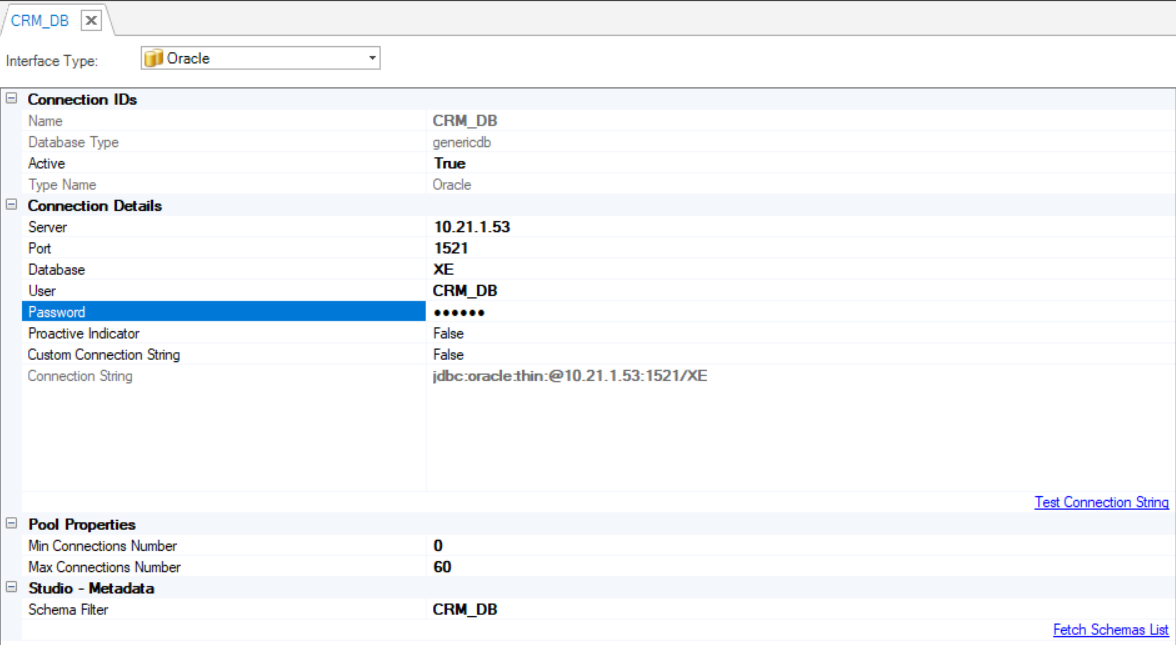 CRM_DB
Interface Type: Oracle
Connection IDs
Name CRM_DB
Database Type genericdb
Active True
Type Name Oracle
Connection Details
Server 10.21.1.53
Port 1521
Database XE
User CRM_DB
Password ••••••
Proactive Indicator False
Custom Connection String False
Connection String jdbc:oracle:thin:@10.21.1.53:1521/XE
Test Connection String
Pool Properties
Min Connections Number 0
Max Connections Number 60
Studio - Metadata
Schema Filter CRM_DB
Fetch Schemas List